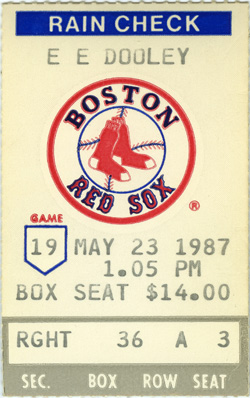 RAIN CHECK
E E DOOLEY
BOSTON
RED SOX
®
GAME
19 MAY 23 1987
1.05 PM
BOX SEAT $14.00
RGHT 36 A 3
SEC. BOX ROW SEAT